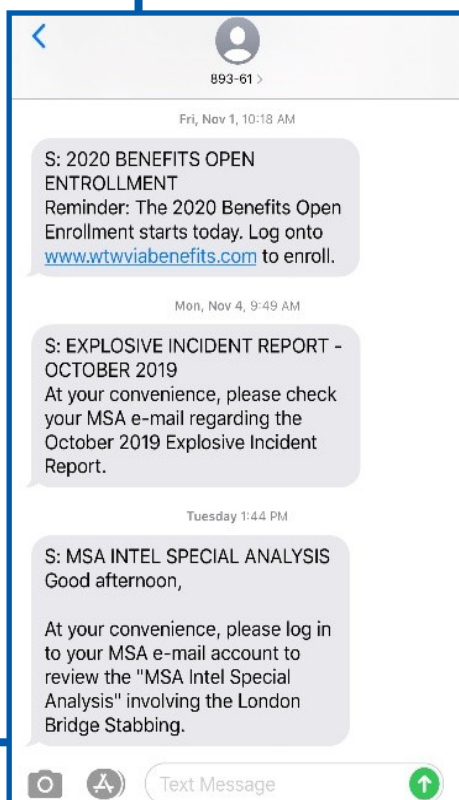 893-61 >
Fri, Nov 1, 10:18 AM
S: 2020 BENEFITS OPEN
ENROLLMENT
Reminder: The 2020 Benefits Open
Enrollment starts today. Log onto
www.wtwviabenefits.com to enroll.
Mon, Nov 4, 9:49 AM
S: EXPLOSIVE INCIDENT REPORT -
OCTOBER 2019
At your convenience, please check
your MSA e-mail regarding the
October 2019 Explosive Incident
Report.
Tuesday 1:44 PM
S: MSA INTEL SPECIAL ANALYSIS
Good afternoon,
At your convenience, please log in
to your MSA e-mail account to
review the "MSA Intel Special
Analysis" involving the London
Bridge Stabbing.
Text Message